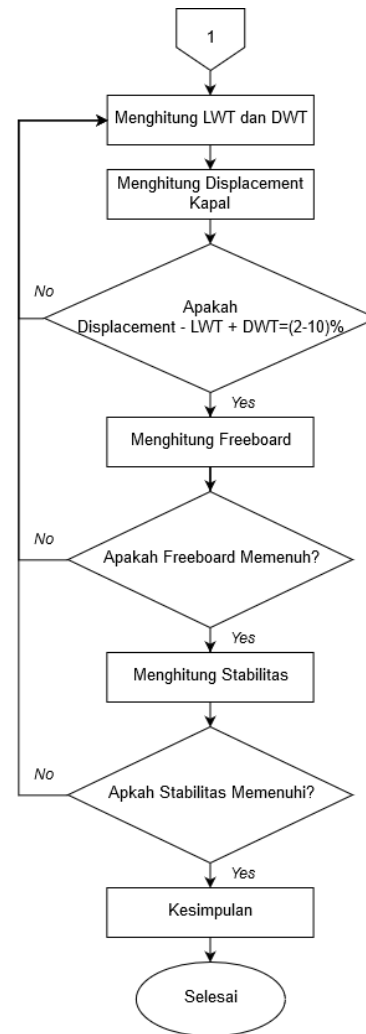 1
Menghitung LWT dan DWT
Menghitung Displacement
Kapal
No
Apakah
Displacement - LWT + DWT=(2-10)%
Yes
Menghitung Freeboard
No
Apakah Freeboard Memenuh?
Yes
Menghitung Stabilitas
No
Apkah Stabilitas Memenuhi?
Yes
Kesimpulan
Selesai